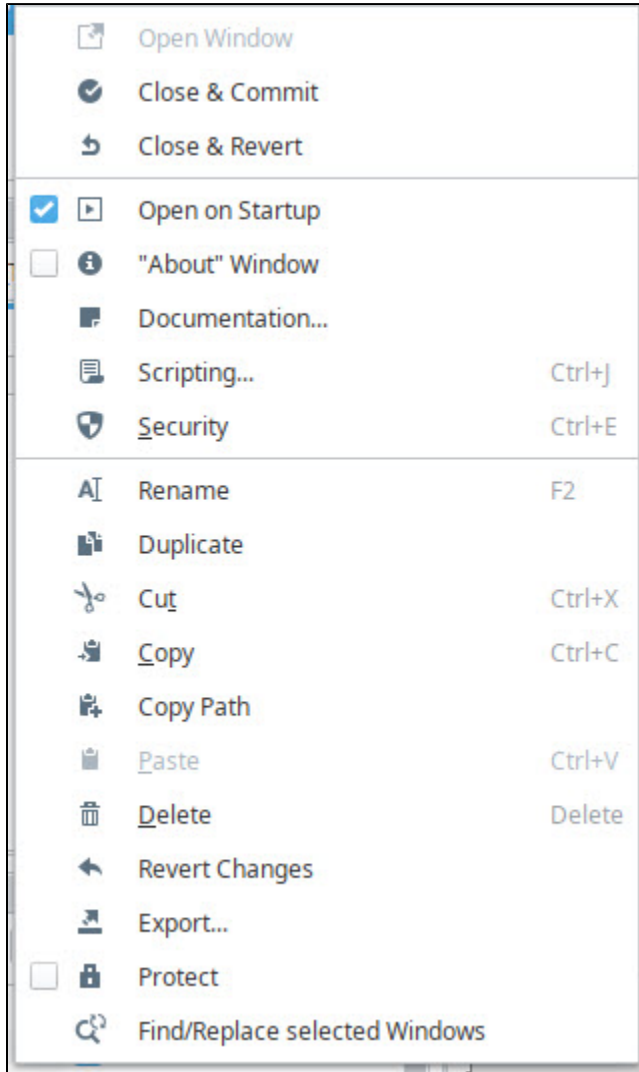 Open Window
Close & Commit
Close & Revert
Open on Startup
"About" Window
Documentation...
Scripting... Ctrl+J
Security Ctrl+E
Rename F2
Duplicate
Cut Ctrl+X
Copy Ctrl+C
Copy Path
Paste Ctrl+V
Delete Delete
Revert Changes
Export...
Protect
Find/Replace selected Windows